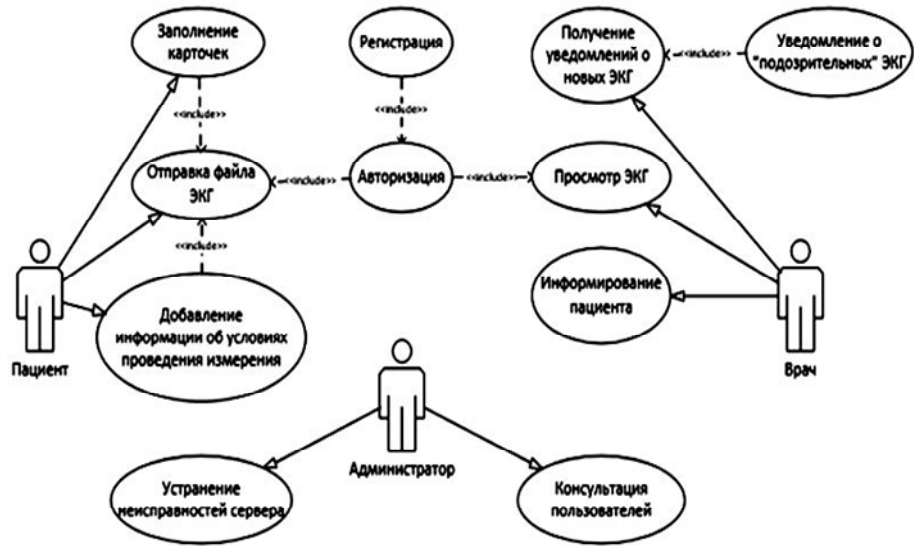 Заполнение
карточек
Регистрация
Получение
уведомлений о
новых ЭКГ
<<include>>
Уведомление о
"подозрительных" ЭКГ
<<include>>
<<include>>
Отправка файла
ЭКГ
<<include>>
Авторизация
<<include>>
Просмотр ЭКГ
<<include>>
Добавление
информации об условиях
проведения измерения
Информирование
пациента
Пациент
Врач
Администратор
Устранение
неисправностей сервера
Консультация
пользователей